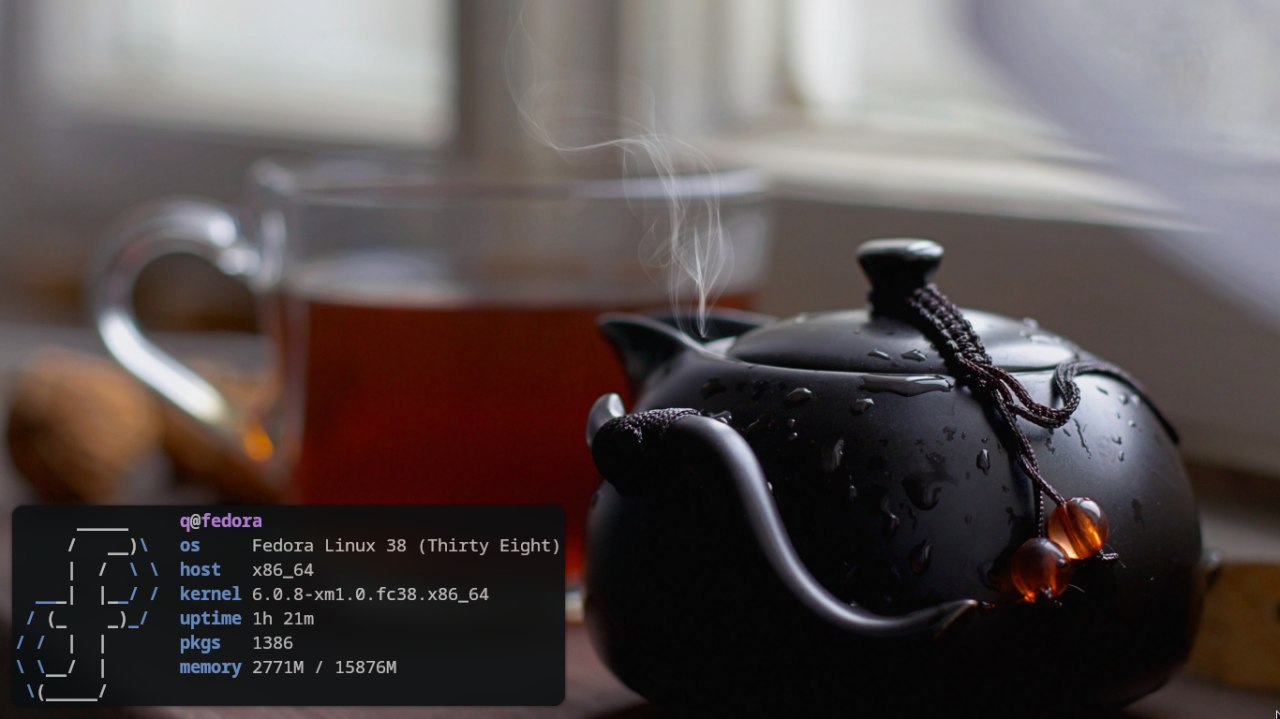 q@fedora
os Fedora Linux 38 (Thirty Eight)
host x86_64
kernel 6.0.8-xm1.0.fc38.x86_64
uptime 1h 21m
pkgs 1386
memory 2771M / 15876M